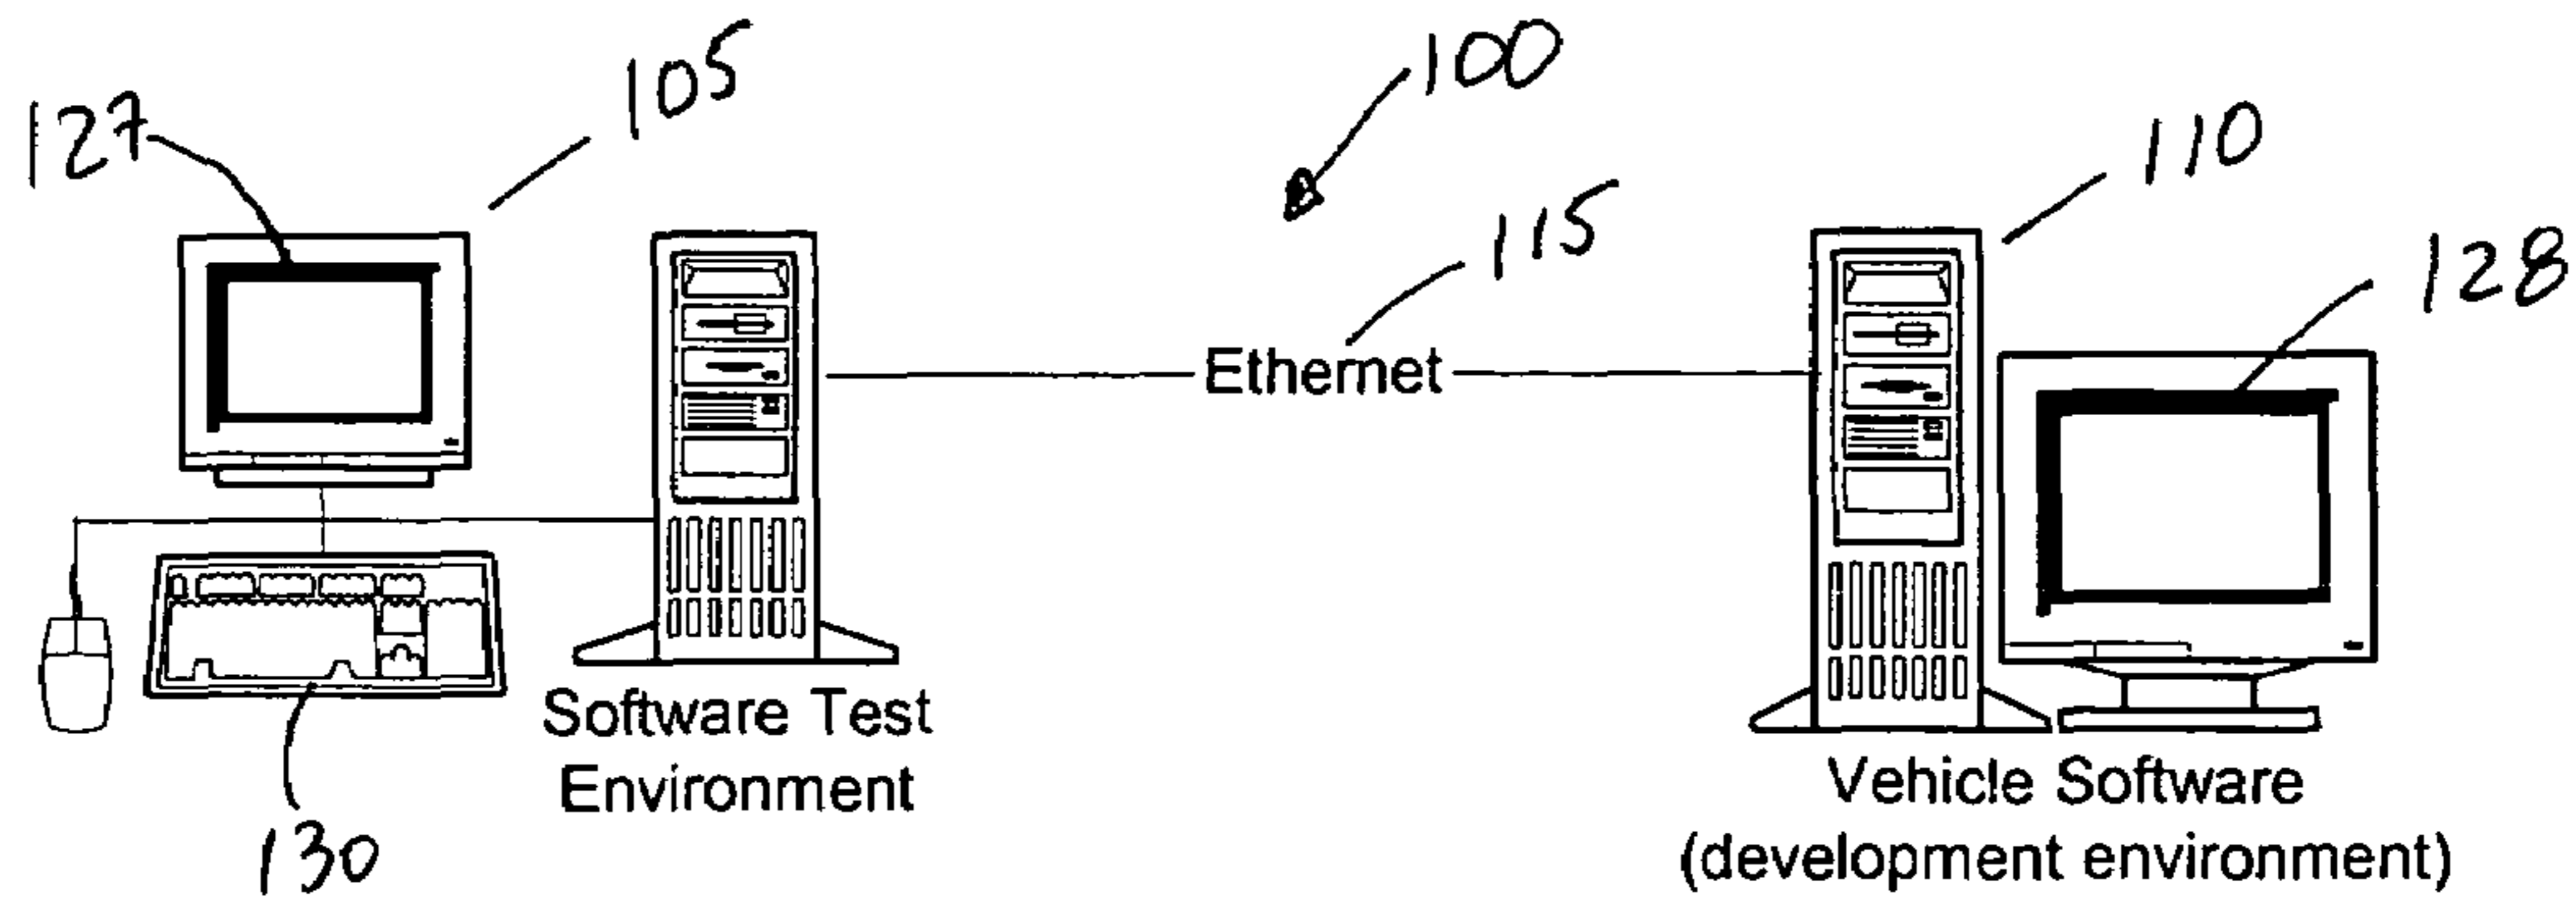 100
105
127
110
115
128
Ethernet
Software Test
Environment
130
Vehicle Software
(development environment)